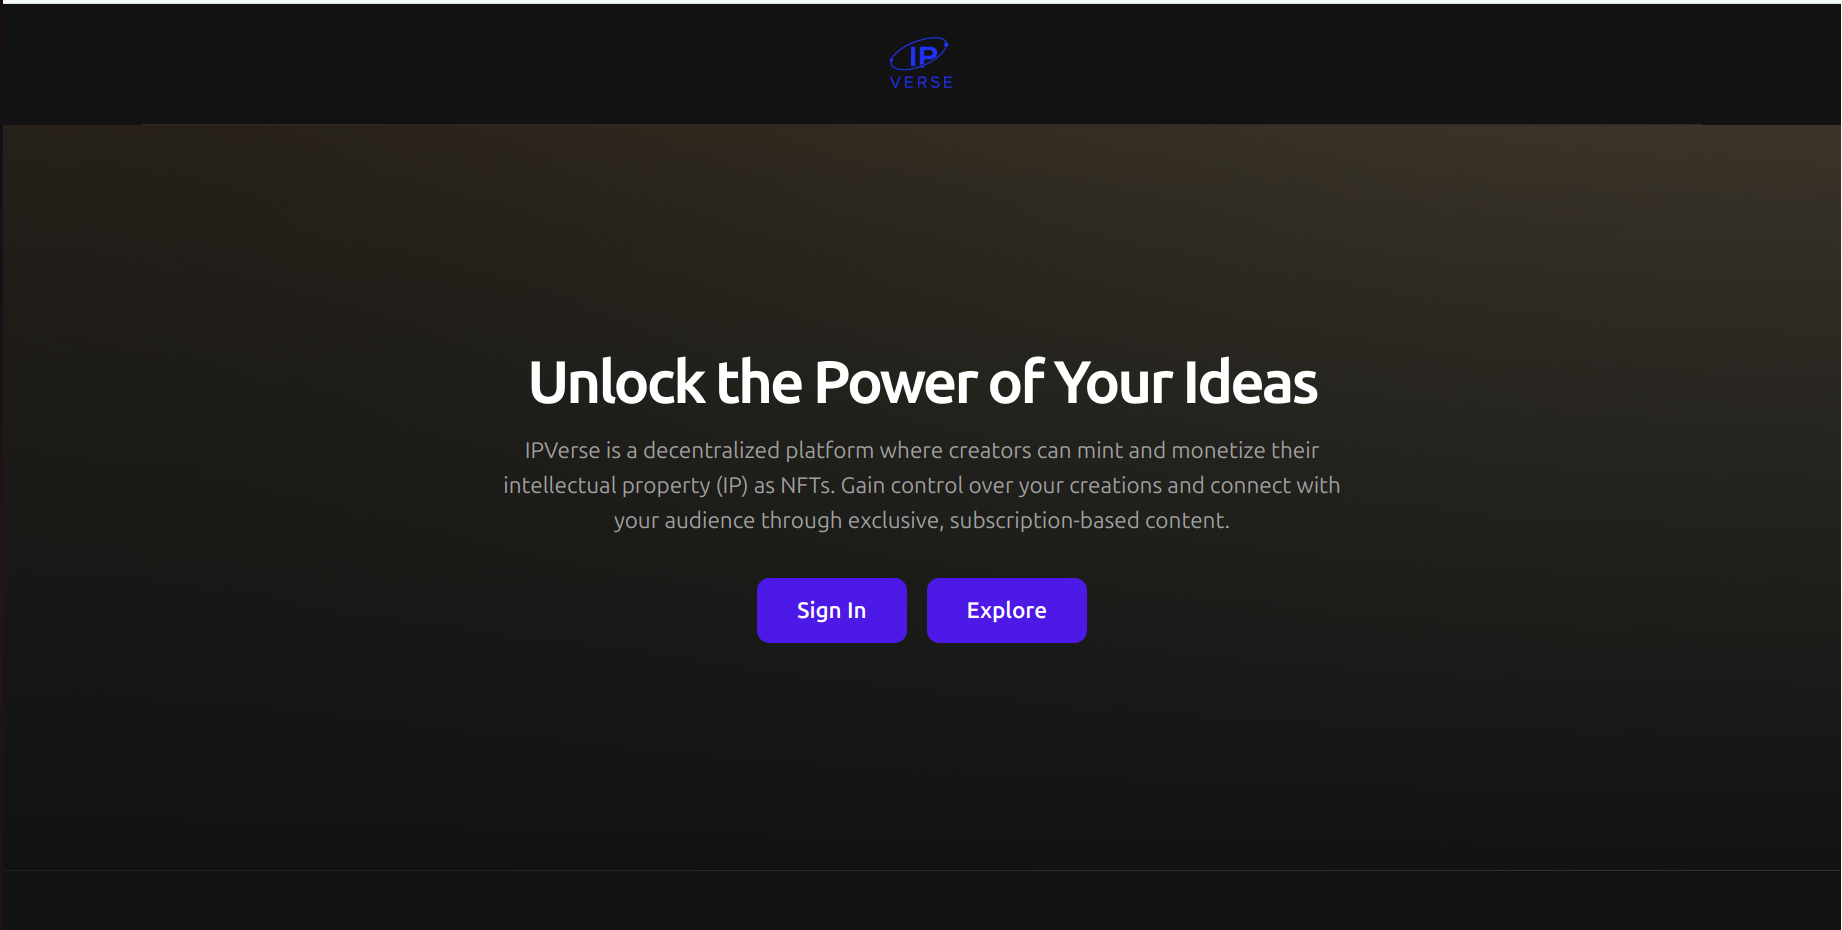 IP
VERSE
Unlock the Power of Your Ideas
IPVerse is a decentralized platform where creators can mint and monetize their
intellectual property (IP) as NFTs. Gain control over your creations and connect with
your audience through exclusive, subscription-based content.
Sign In
Explore